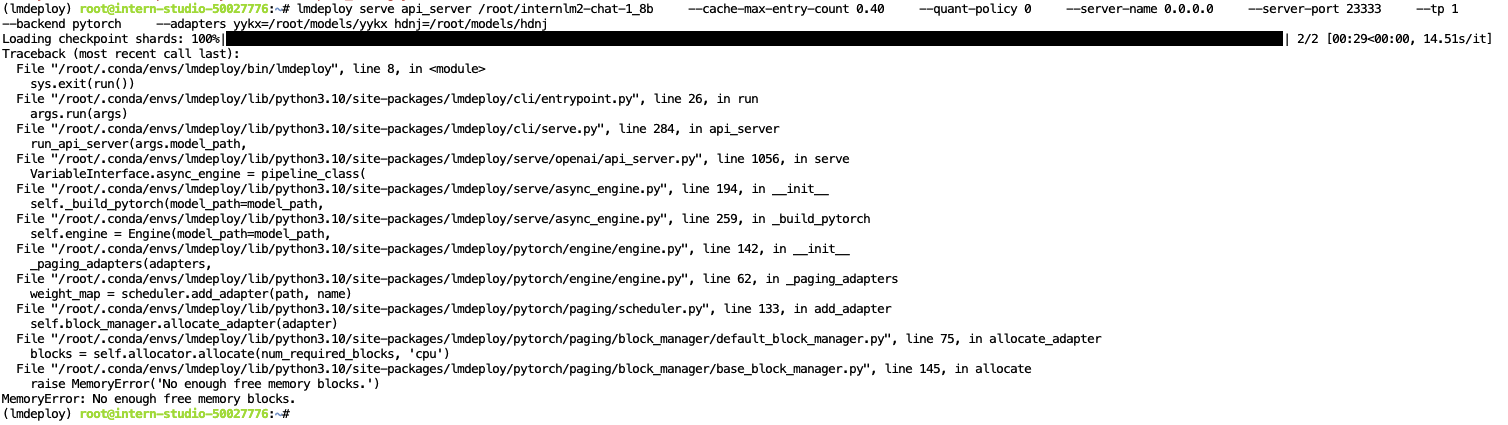 (lmdeploy) root@intern-studio-50027776:~# lmdeploy serve api_server /root/internlm2-chat-1_8b     --cache-max-entry-count 0.40     --quant-policy 0     --server-name 0.0.0.0     --server-port 23333     --tp 1
--backend pytorch     --adapters yykx=/root/models/yykx hdnj=/root/models/hdnj
Loading checkpoint shards: 100%|| 2/2 [00:29<00:00, 14.51s/it]
Traceback (most recent call last):
  File "/root/.conda/envs/lmdeploy/bin/lmdeploy", line 8, in <module>
    sys.exit(run())
  File "/root/.conda/envs/lmdeploy/lib/python3.10/site-packages/lmdeploy/cli/entrypoint.py", line 26, in run
    args.run(args)
  File "/root/.conda/envs/lmdeploy/lib/python3.10/site-packages/lmdeploy/cli/serve.py", line 284, in api_server
    run_api_server(args.model_path,
  File "/root/.conda/envs/lmdeploy/lib/python3.10/site-packages/lmdeploy/serve/openai/api_server.py", line 1056, in serve
    VariableInterface.async_engine = pipeline_class(
  File "/root/.conda/envs/lmdeploy/lib/python3.10/site-packages/lmdeploy/serve/async_engine.py", line 194, in __init__
    self._build_pytorch(model_path=model_path,
  File "/root/.conda/envs/lmdeploy/lib/python3.10/site-packages/lmdeploy/serve/async_engine.py", line 259, in _build_pytorch
    self.engine = Engine(model_path=model_path,
  File "/root/.conda/envs/lmdeploy/lib/python3.10/site-packages/lmdeploy/pytorch/engine/engine.py", line 142, in __init__
    _paging_adapters(adapters,
  File "/root/.conda/envs/lmdeploy/lib/python3.10/site-packages/lmdeploy/pytorch/engine/engine.py", line 62, in _paging_adapters
    weight_map = scheduler.add_adapter(path, name)
  File "/root/.conda/envs/lmdeploy/lib/python3.10/site-packages/lmdeploy/pytorch/paging/scheduler.py", line 133, in add_adapter
    self.block_manager.allocate_adapter(adapter)
  File "/root/.conda/envs/lmdeploy/lib/python3.10/site-packages/lmdeploy/pytorch/paging/block_manager/default_block_manager.py", line 75, in allocate_adapter
    blocks = self.allocator.allocate(num_required_blocks, 'cpu')
  File "/root/.conda/envs/lmdeploy/lib/python3.10/site-packages/lmdeploy/pytorch/paging/block_manager/base_block_manager.py", line 145, in allocate
    raise MemoryError('No enough free memory blocks.')
MemoryError: No enough free memory blocks.
(lmdeploy) root@intern-studio-50027776:~#